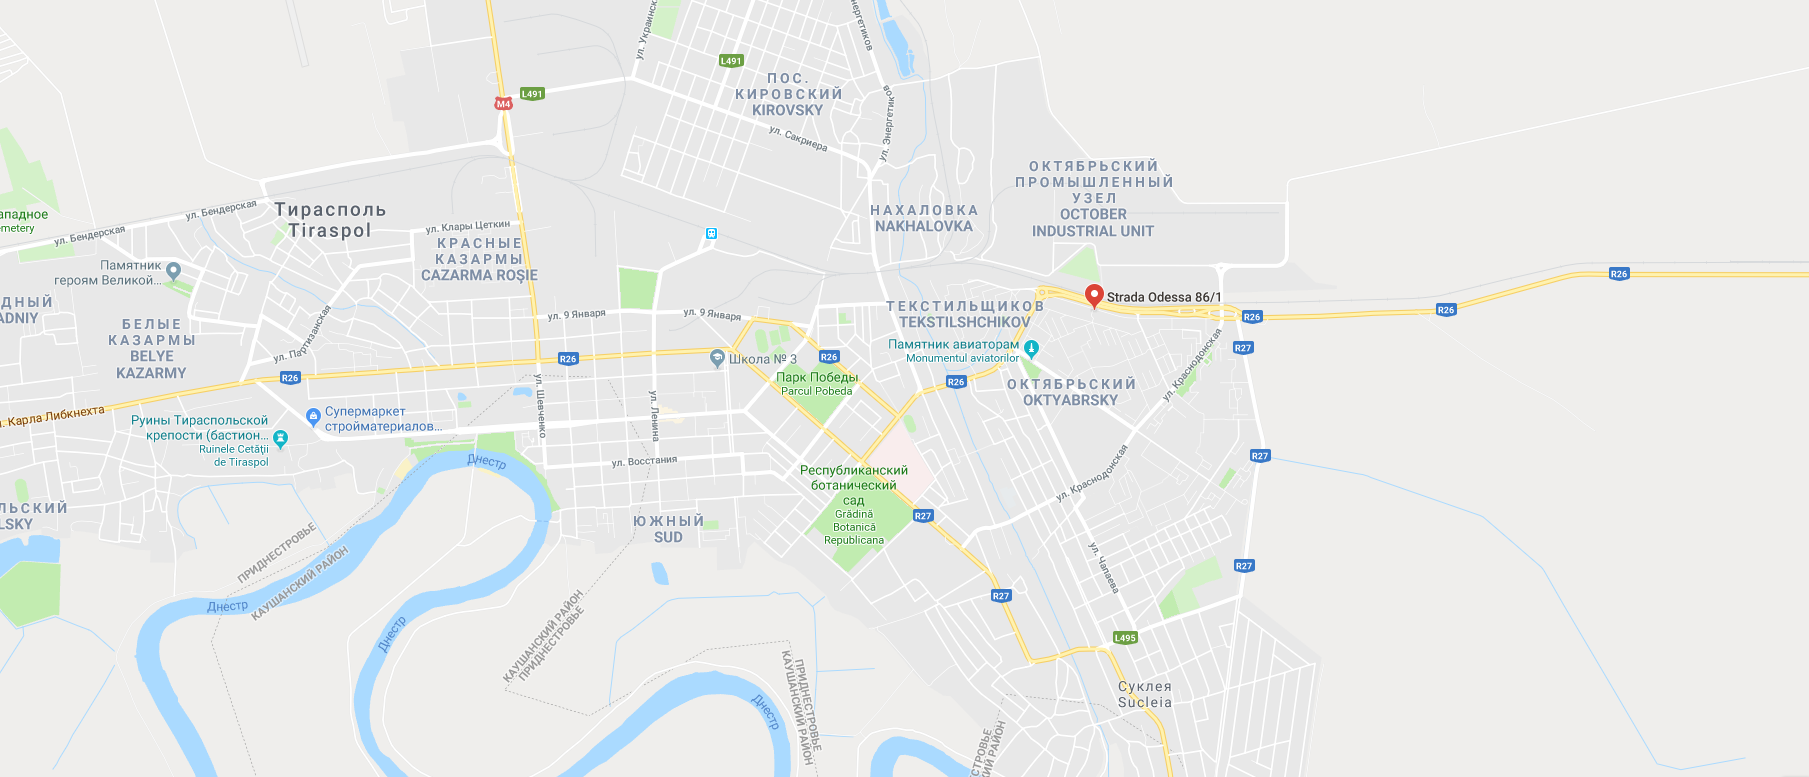 ул. Украинск
ул. Энергетиков
L491
ПОС.
КИРОВСКИЙ
KIROVSKY
L491
M4
ул. Сакриера
ул. Энергетиков
ОКТЯБРЬСКИЙ
ПРОМЫШЛЕННЫЙ
УЗЕЛ
OCTOBER
INDUSTRIAL UNIT
ападное
emetery
ул. Бендерская
ул. Бендерская
Тирасполь
Tiraspol
ул. Клары Цеткин
НАХАЛОВКА
NAKHALOVKA
КРАСНЫЕ
КАЗАРМЫ
CAZARMA ROȘIE
Памятник
героям Великой...
R26
ДНЫЙ
ADNIY
БЕЛЫЕ
КАЗАРМЫ
BELYE
KAZARMY
ул. Партизанская
ул. 9 Января
ул. 9 Января
ТЕКСТИЛЬЩИКОВ
TEKSTILSHCHIKOV
Strada Odessa 86/1
R26
R26
R27
Памятник авиаторам
Monumentul aviatorilor
R26
Школа № 3
R26
R26
Парк Победы
Parcul Pobeda
R26
ОКТЯБРЬСКИЙ
OKTYABRSKY
ул. Краснодонская
л. Карла Либкнехта
Руины Тираспольской
крепости (бастион...
Ruinele Cetății
de Tiraspol
Супермаркет
стройматериалов...
ул. Шевченко
ул. Ленина
ул. Восстания
Днестр
R27
ул. Краснодонская
Республиканский
ботанический
сад
Grădină
Botanică
Republicana
R27
ЛЬСКИЙ
LSKY
ЮЖНЫЙ
SUD
ПРИДНЕСТРОВЬЕ
КАУШАНСКИЙ РАЙОН
ул. Чапаева
R27
R27
Днестр
Днестр
КАУШАНСКИЙ РАЙОН
ПРИДНЕСТРОВЬЕ
L495
Суклея
Sucleia
Днестр
ПРИДНЕСТРОВЬЕ
КАУШАНСКИЙ РАЙОН
СТРОВЬЕ
КИЙ РАЙОН